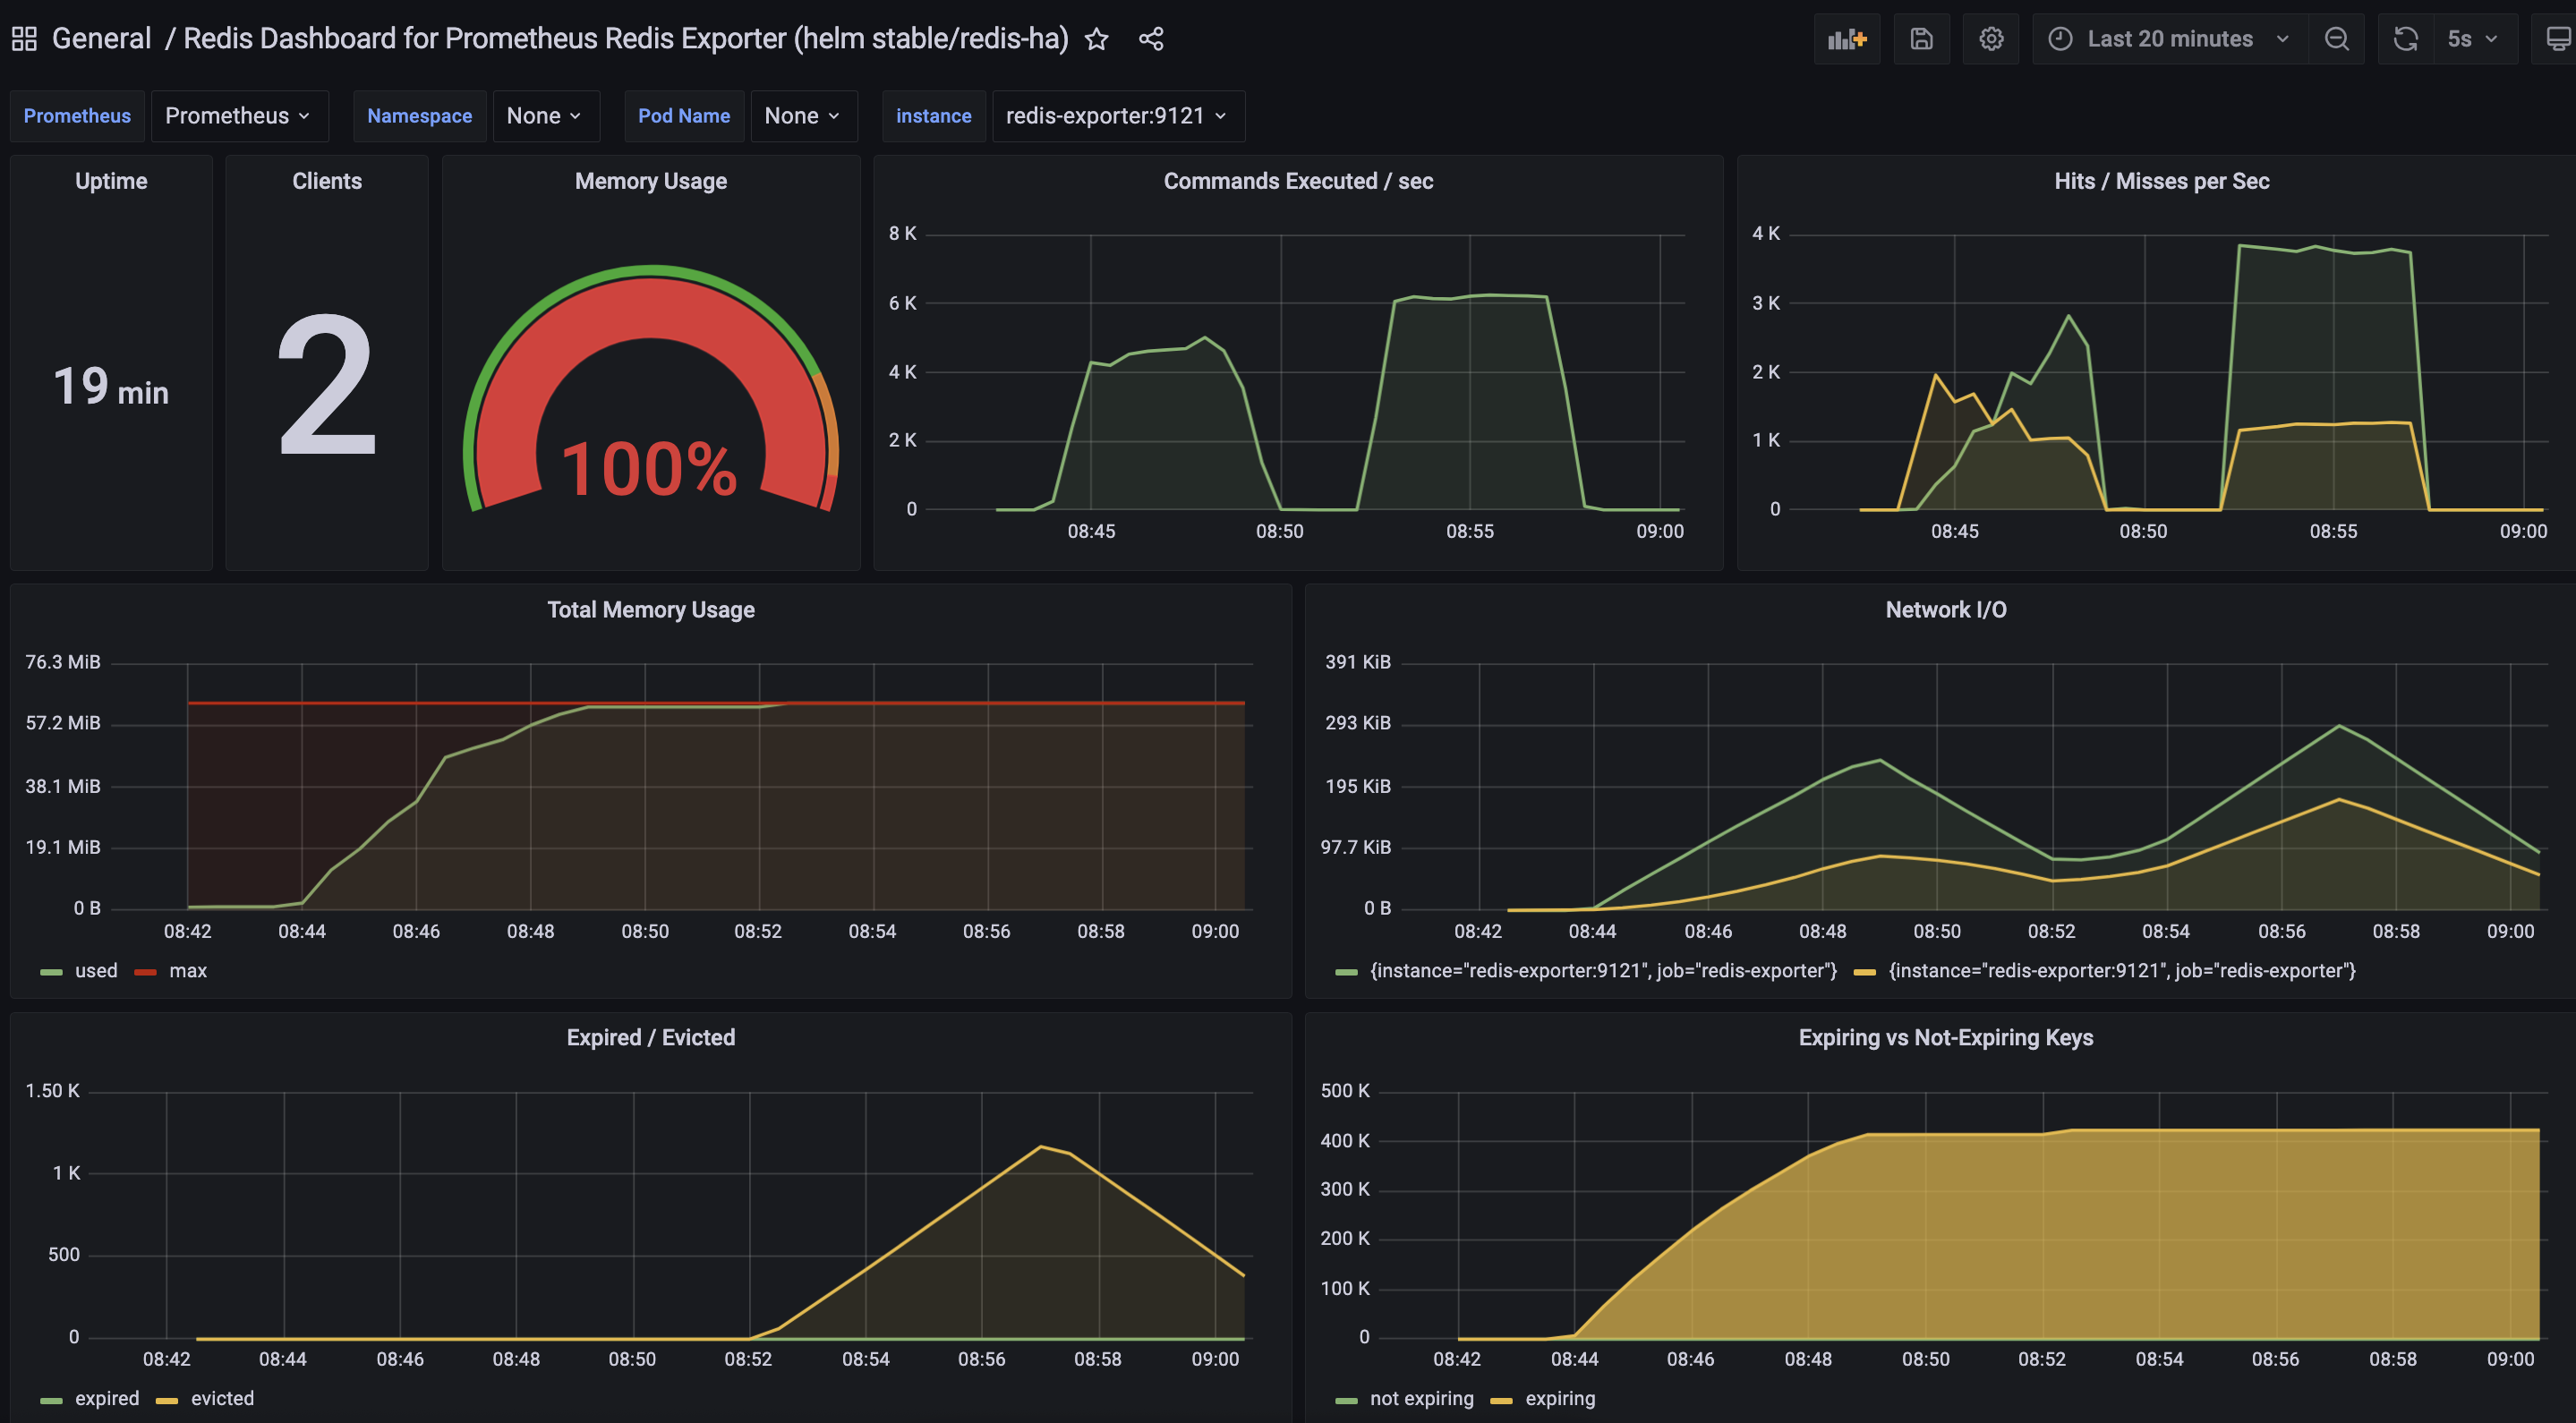 General / Redis Dashboard for Prometheus Redis Exporter (helm stable/redis-ha)
Last 20 minutes
5s
Prometheus Prometheus Namespace None Pod Name None instance redis-exporter:9121
Uptime
19 min
Clients
2
Memory Usage
100%
Commands Executed / sec
8 K
6 K
4 K
2 K
0
08:45 08:50 08:55 09:00
Hits / Misses per Sec
4 K
3 K
2 K
1 K
0
08:45 08:50 08:55 09:00
Total Memory Usage
76.3 MiB
57.2 MiB
38.1 MiB
19.1 MiB
0 B
08:42 08:44 08:46 08:48 08:50 08:52 08:54 08:56 08:58 09:00
used max
Network I/O
391 KiB
293 KiB
195 KiB
97.7 KiB
0 B
08:42 08:44 08:46 08:48 08:50 08:52 08:54 08:56 08:58 09:00
{instance="redis-exporter:9121", job="redis-exporter"} {instance="redis-exporter:9121", job="redis-exporter"}
Expired / Evicted
1.50 K
1 K
500
0
08:42 08:44 08:46 08:48 08:50 08:52 08:54 08:56 08:58 09:00
expired evicted
Expiring vs Not-Expiring Keys
500 K
400 K
300 K
200 K
100 K
0
08:42 08:44 08:46 08:48 08:50 08:52 08:54 08:56 08:58 09:00
not expiring expiring